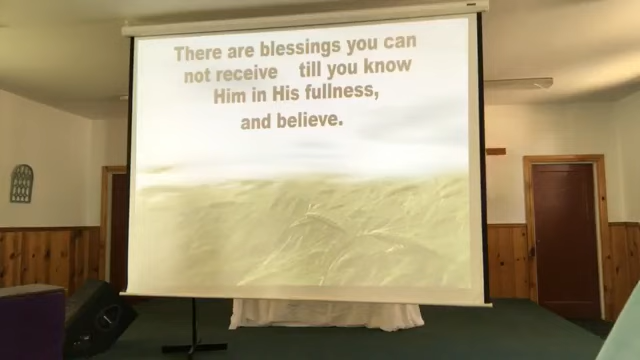 There are blessings you can
not receive till you know
Him in His fullness,
and believe.